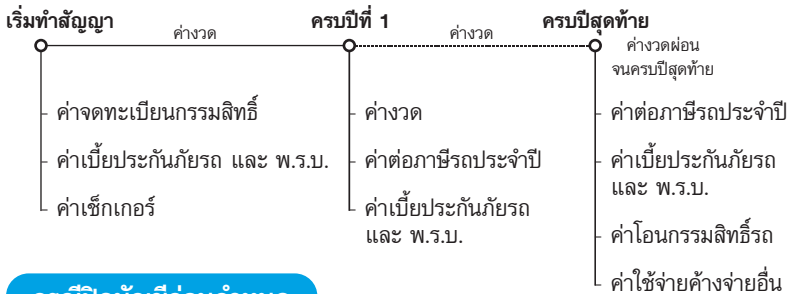 เริ่มทำสัญญา
ค่างวด
ครบปีที่ 1
ค่างวด
ครบปีสุดท้าย
ค่างวดผ่อน
จนครบปีสุดท้าย
ค่าจดทะเบียนกรรมสิทธิ์
ค่าเบี้ยประกันภัยรถ และ พ.ร.บ.
ค่าเช็กเกอร์
ค่างวด
ค่าต่อภาษีรถประจำปี
ค่าเบี้ยประกันภัยรถ
และ พ.ร.บ.
ค่าต่อภาษีรถประจำปี
ค่าเบี้ยประกันภัยรถ
และ พ.ร.บ.
ค่าโอนกรรมสิทธิ์รถ
ค่าใช้จ่ายค้างจ่ายอื่น